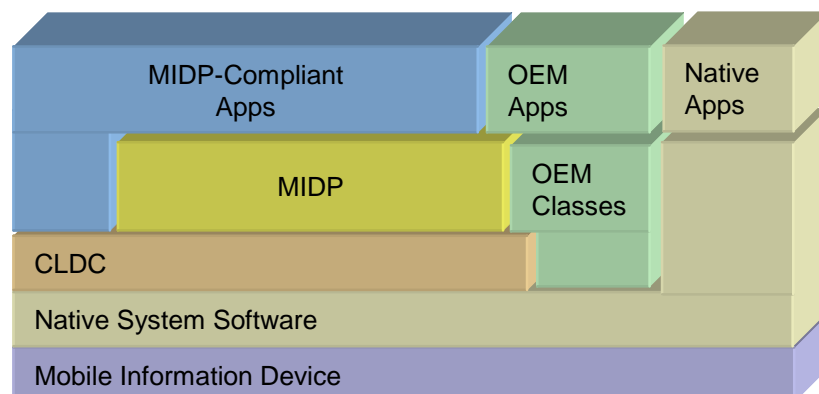 MIDP-Compliant
Apps
OEM
Apps
Native
Apps
MIDP
OEM
Classes
CLDC
Native System Software
Mobile Information Device